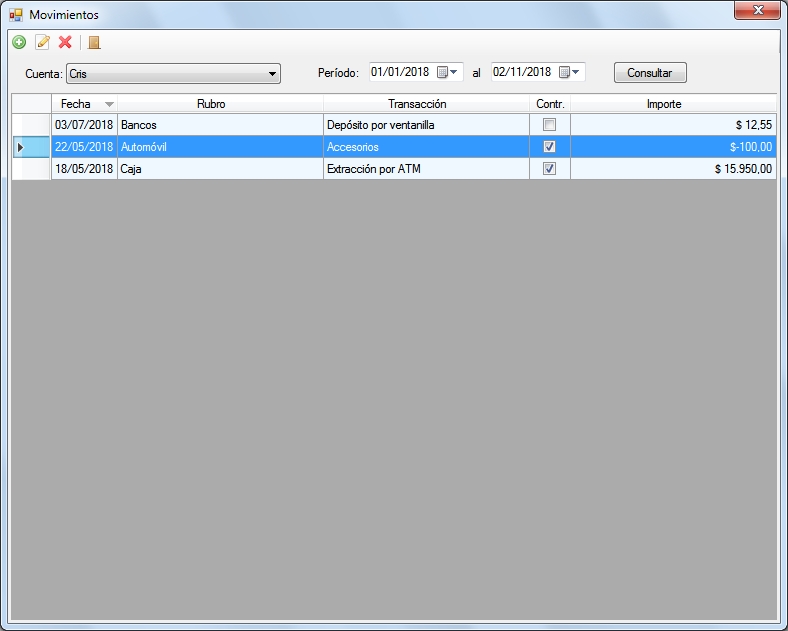 Movimientos
Cuenta: Cris Período: 01/01/2018 al 02/11/2018 Consultar
Fecha Rubro Transacción Contr. Importe
03/07/2018 Bancos Depósito por ventanilla $ 12,55
22/05/2018 Automóvil Accesorios $-100,00
18/05/2018 Caja Extracción por ATM $ 15.950,00